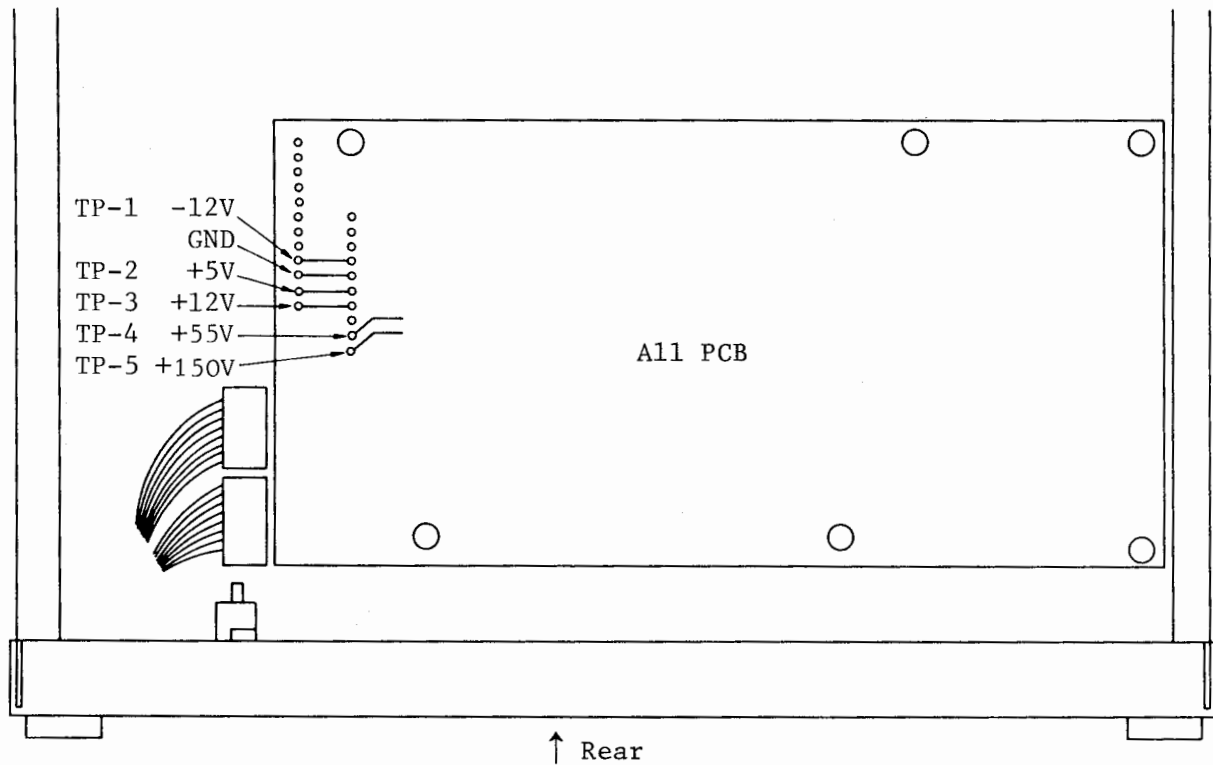 TP-1 -12V
GND
TP-2 +5V
TP-3 +12V
TP-4 +55V
TP-5 +150V
A11 PCB
↑ Rear